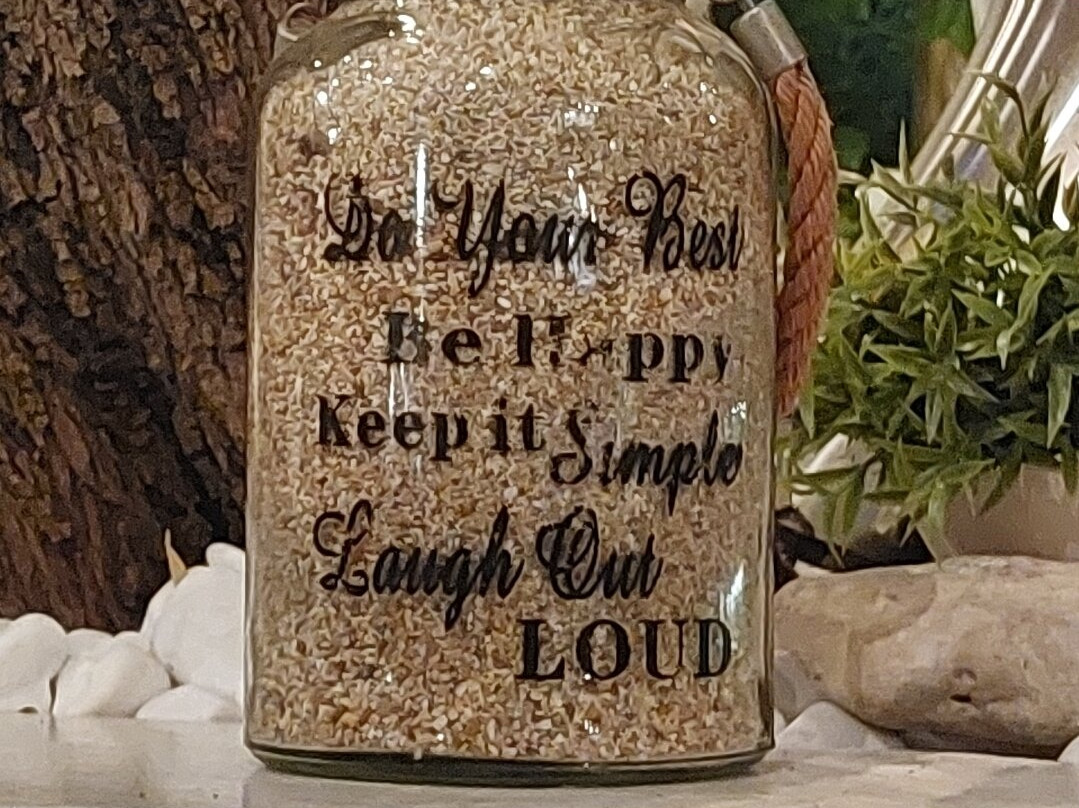 Do Your Best
Be Happy
Keep it Simple
Laugh Out
LOUD